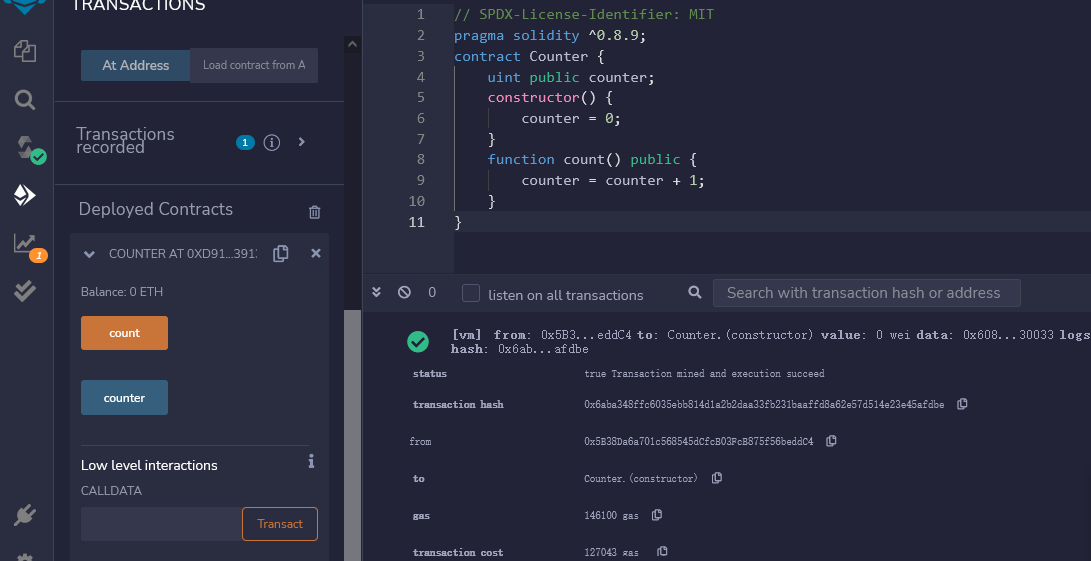 TRANSACTIONS
At Address
Load contract from A
Transactions
recorded
1
Deployed Contracts
COUNTER AT 0XD91...391
Balance: 0 ETH
count
counter
Low level interactions
CALLDATA
Transact
1
1 // SPDX-License-Identifier: MIT
2 pragma solidity ^0.8.9;
3 contract Counter {
4 uint public counter;
5 constructor() {
6 counter = 0;
7 }
8 function count() public {
9 counter = counter + 1;
10 }
11 }
0
listen on all transactions
Search with transaction hash or address
[vm] from: 0x5B3...eddC4 to: Counter.(constructor) value: 0 wei data: 0x608...30033 logs
hash: 0x6ab...afdbe
status true Transaction mined and execution succeed
transaction hash 0x6aba348ffc6035ebb814d1a2b2daa33fb231baaffd8a62e57d514e23e45afdbe
from 0x5B38Da6a701c568545dCfcB03FcB875f56beddC4
to Counter.(constructor)
gas 146100 gas
transaction cost 127043 gas